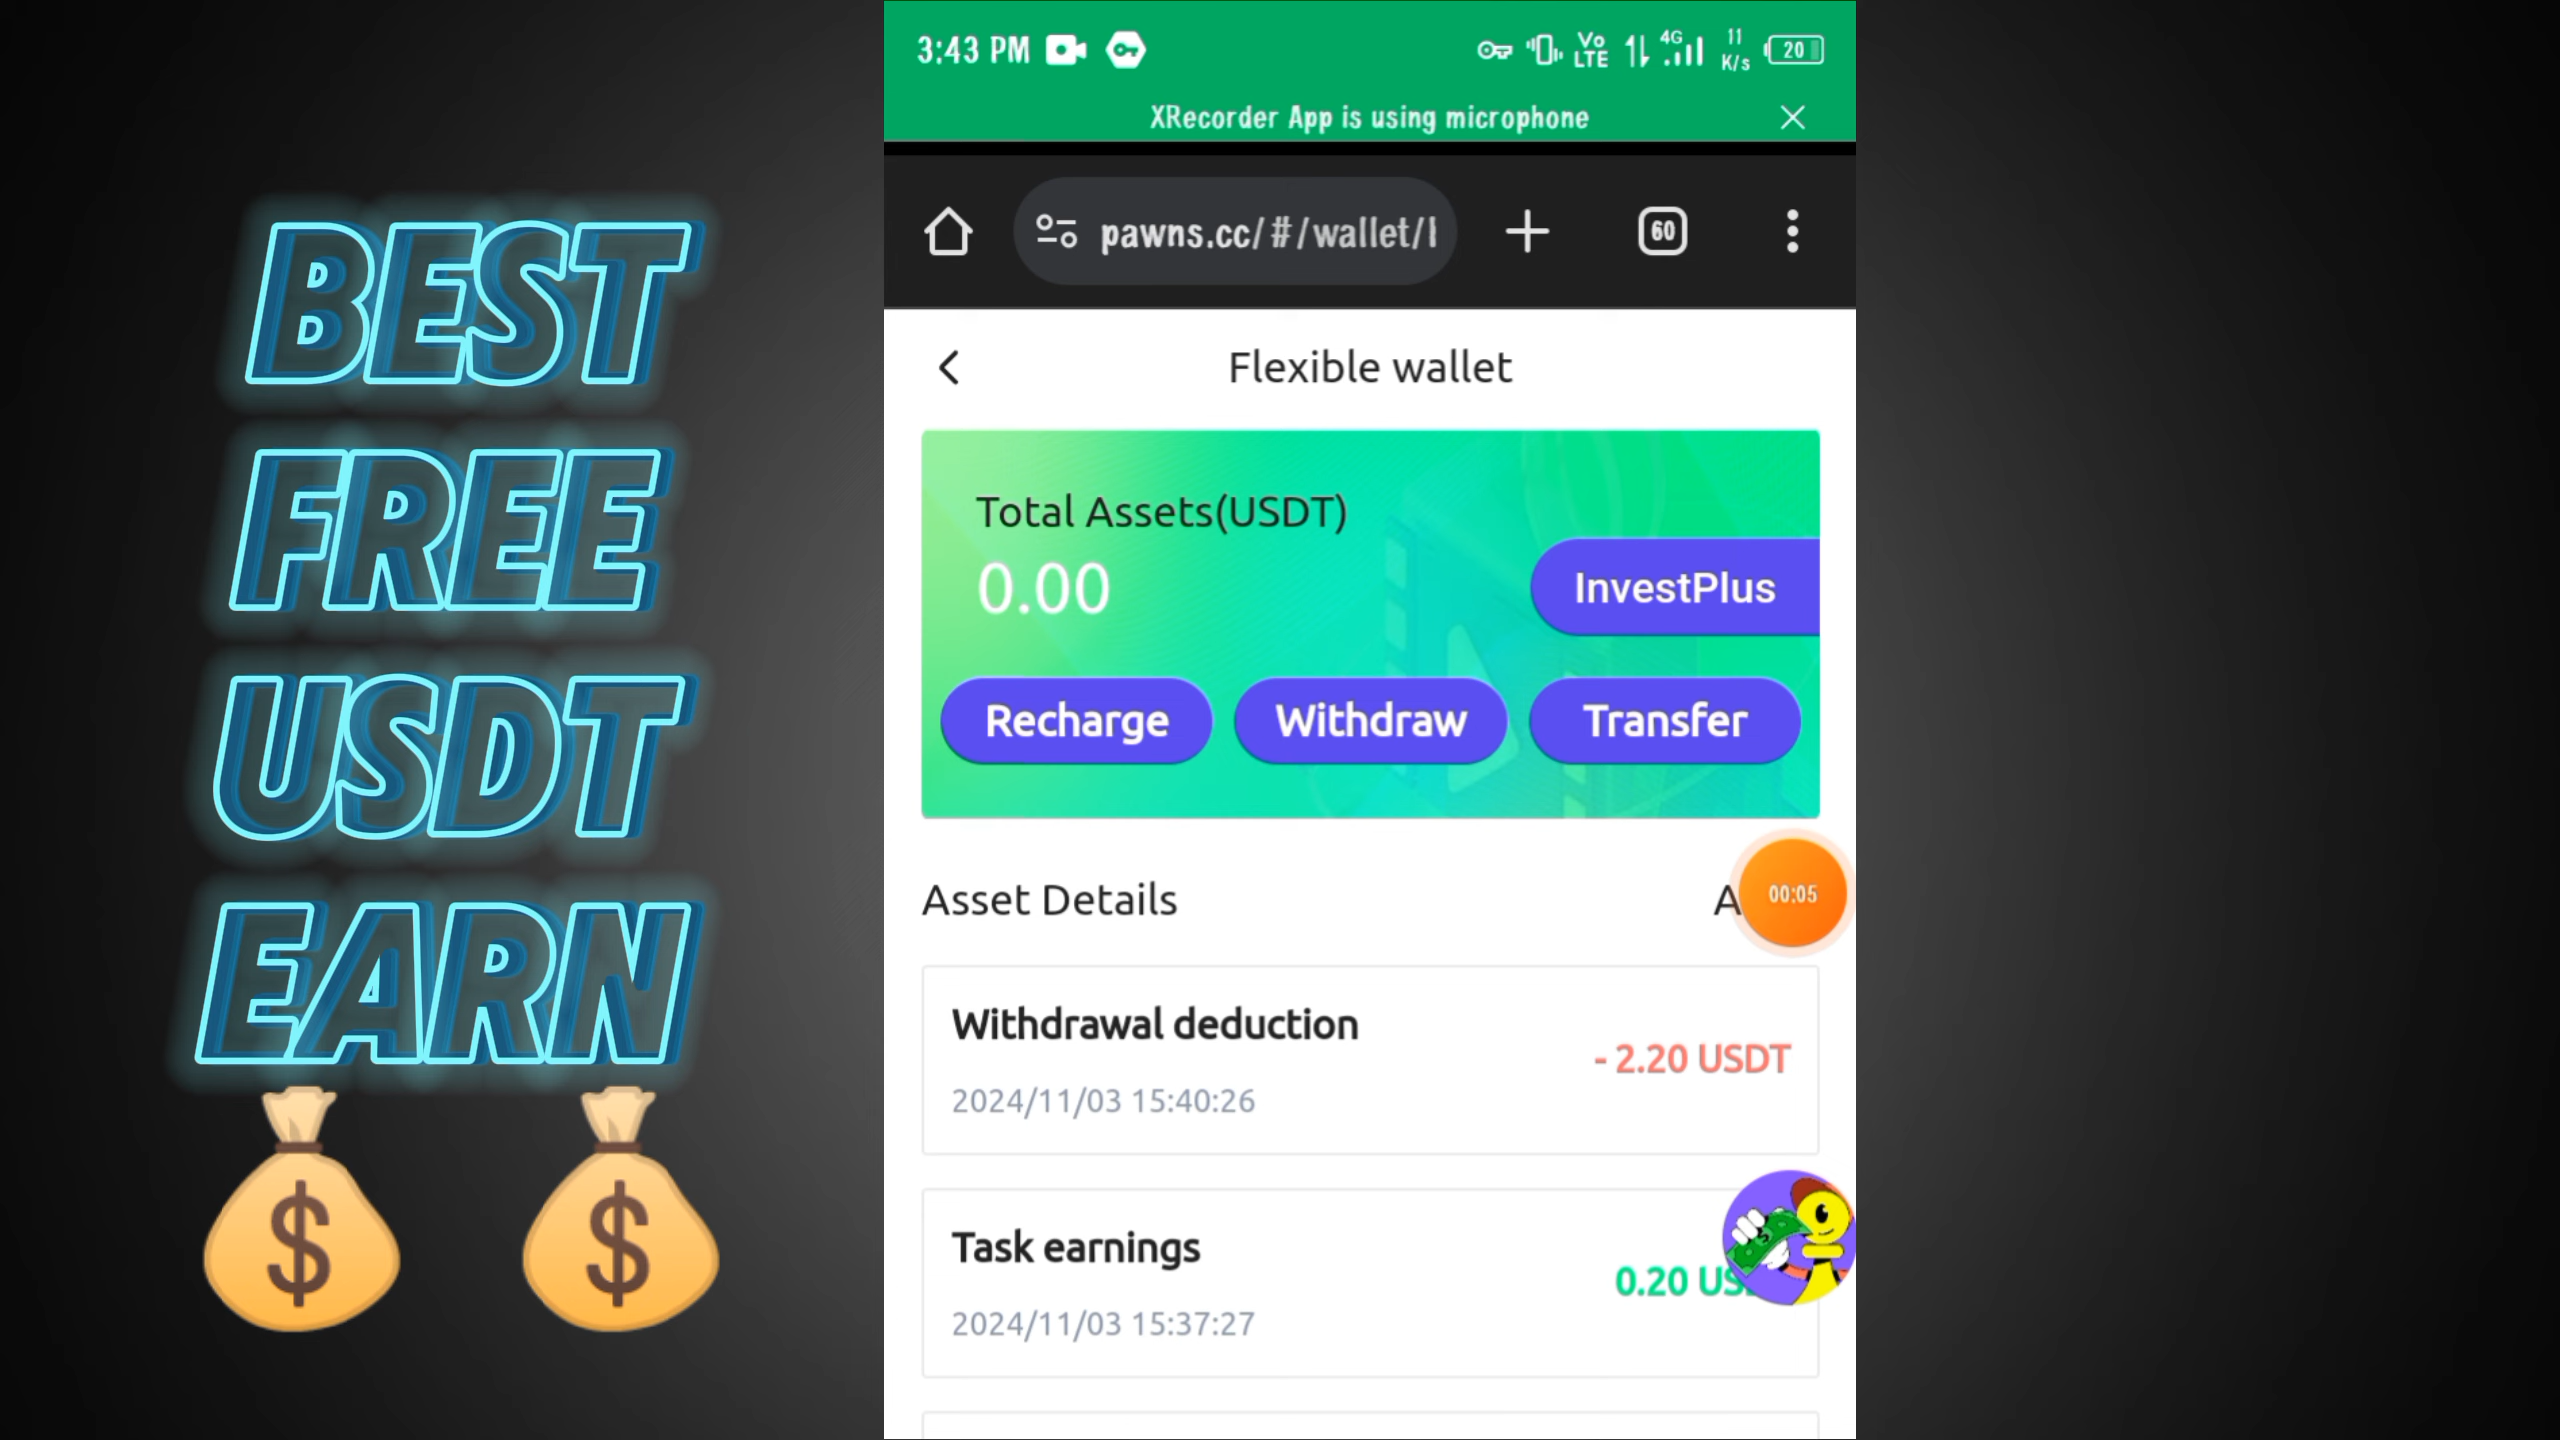 BEST
FREE
USDT
EARN
$ $
3:43 PM
Vo LTE 4G 11 K/s 20
XRecorder App is using microphone
pawns.cc/#/wallet/
60
Flexible wallet
Total Assets(USDT)
0.00
InvestPlus
Recharge Withdraw Transfer
Asset Details
A
00:05
Withdrawal deduction
- 2.20 USDT
2024/11/03 15:40:26
Task earnings
0.20 US
2024/11/03 15:37:27